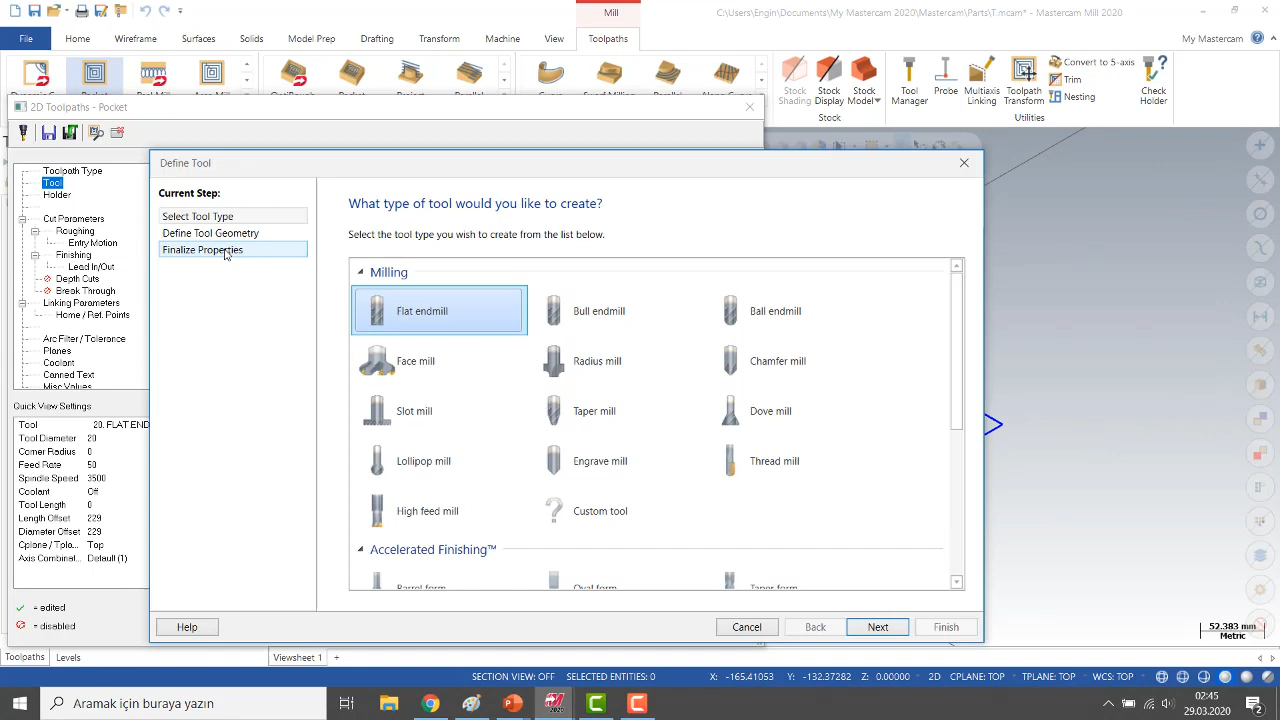 Mill
C:\Users\Engin\Documents\My Mastercam 2020\Mastercam\Parts\T.mcam* - Mastercam Mill 2020
File Home Wireframe Surfaces Solids Model Prep Drafting Transform Machine View Toolpaths My Mastercam
Stock Shading
Stock Display
Stock Model
Stock
Tool Manager
Probe
Multiaxis Linking
Toolpath Transform
Convert to 5-axis
Trim
Nesting
Check Holder
Utilities
2D Toolpaths - Pocket
Toolpath Type
Tool
Holder
Cut Parameters
Roughing
Entry Motion
Finishing
Lead In/Out
Depth Cuts
Break Through
Linking Parameters
Home / Ref. Points
Arc Filter / Tolerance
Planes
Coolant
Canned Text
Misc Values
Quick View Settings
Tool 20. FLAT END
Tool Diameter 20
Corner Radius 0
Feed Rate 50
Spindle Speed 3500
Coolant Off
Tool Length 0
Length Offset 229
Diameter Offset 229
Cplane / Tplo... Top
Axis Combinat... Default (1)
= edited
= disabled
Define Tool
Current Step:
Select Tool Type
Define Tool Geometry
Finalize Properties
What type of tool would you like to create?
Select the tool type you wish to create from the list below.
Milling
Flat endmill Bull endmill Ball endmill
Face mill Radius mill Chamfer mill
Slot mill Taper mill Dove mill
Lollipop mill Engrave mill Thread mill
High feed mill Custom tool
Accelerated Finishing™
Barrel form Oval form Taper form
Help Cancel Back Next Finish
52.383 mm
Metric
Toolpaths Levels Viewsheet 1 +
SECTION VIEW: OFF SELECTED ENTITIES: 0 X: -165.41053 Y: -132.37282 Z: 0.00000 2D CPLANE: TOP TPLANE: TOP WCS: TOP
Aramak için buraya yazın
02:45
29.03.2020
2